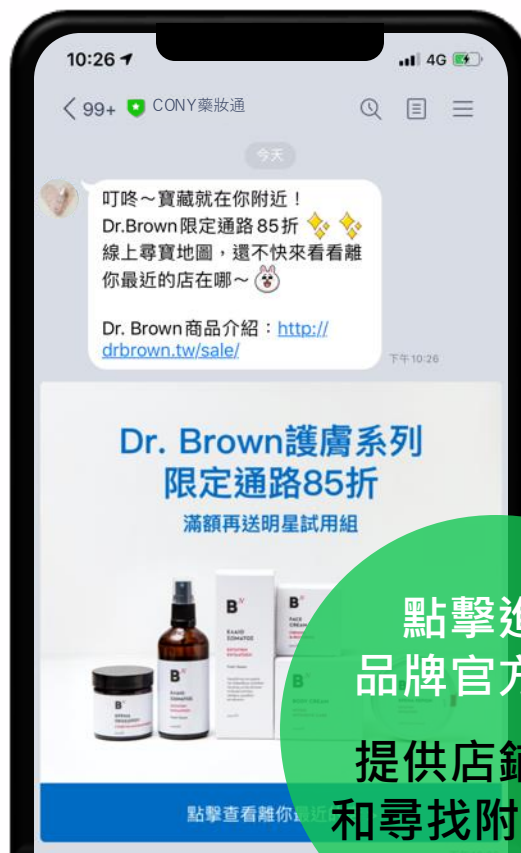 10:26
4G
99+ CONY藥妝通
今天
叮咚～寶藏就在你附近！
Dr.Brown限定通路85折
線上尋寶地圖，還不快來看看離
你最近的店在哪～
Dr. Brown商品介紹：http://
drbrown.tw/sale/
下午10:26
Dr. Brown護膚系列
限定通路85折
滿額再送明星試用組
點擊進
品牌官方
提供店鋪
和尋找附
點擊查看離你最近的